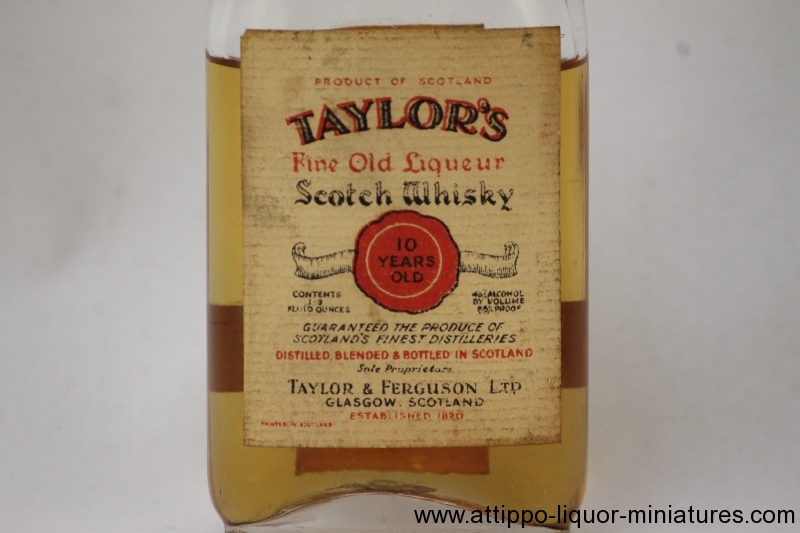 PRODUCT OF SCOTLAND
TAYLOR'S
Fine Old Liqueur
Scotch Whisky
10
YEARS
OLD
CONTENTS
FLUID OUNCES
ALCOHOL
BY VOLUME
PROOF
GUARANTEED THE PRODUCE OF
SCOTLAND'S FINEST DISTILLERIES
DISTILLED, BLENDED & BOTTLED IN SCOTLAND
Sole Proprietors
TAYLOR & FERGUSON LTD
GLASGOW, SCOTLAND
ESTABLISHED 1820
PRINTED IN SCOTLAND
www.attippo-liquor-miniatures.com